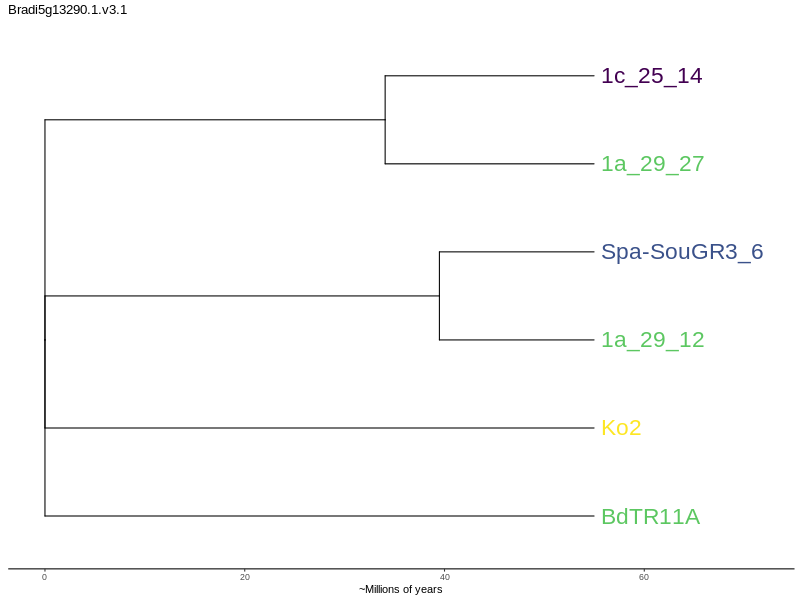 Bradi5g13290.1.v3.1
1c_25_14
1a_29_27
Spa-SouGR3_6
1a_29_12
Ko2
BdTR11A
0 20 40 60
~Millions of years